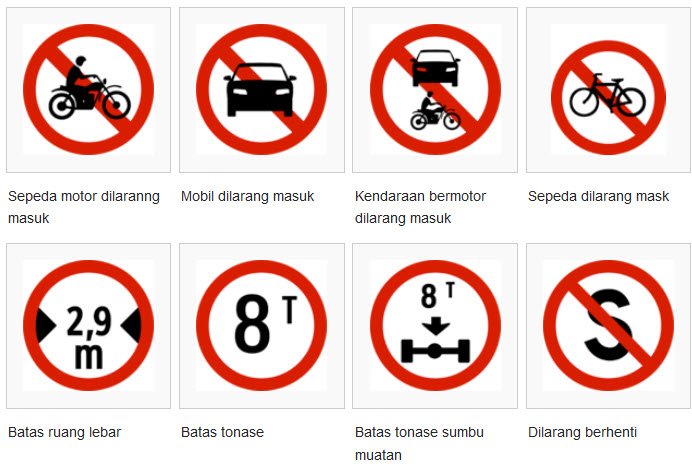 Sepeda motor dilaranng
masuk
Mobil dilarang masuk
Kendaraan bermotor
dilarang masuk
Sepeda dilarang mask
2,9
m
8 T
8 T
S
Batas ruang lebar
Batas tonase
Batas tonase sumbu
muatan
Dilarang berhenti